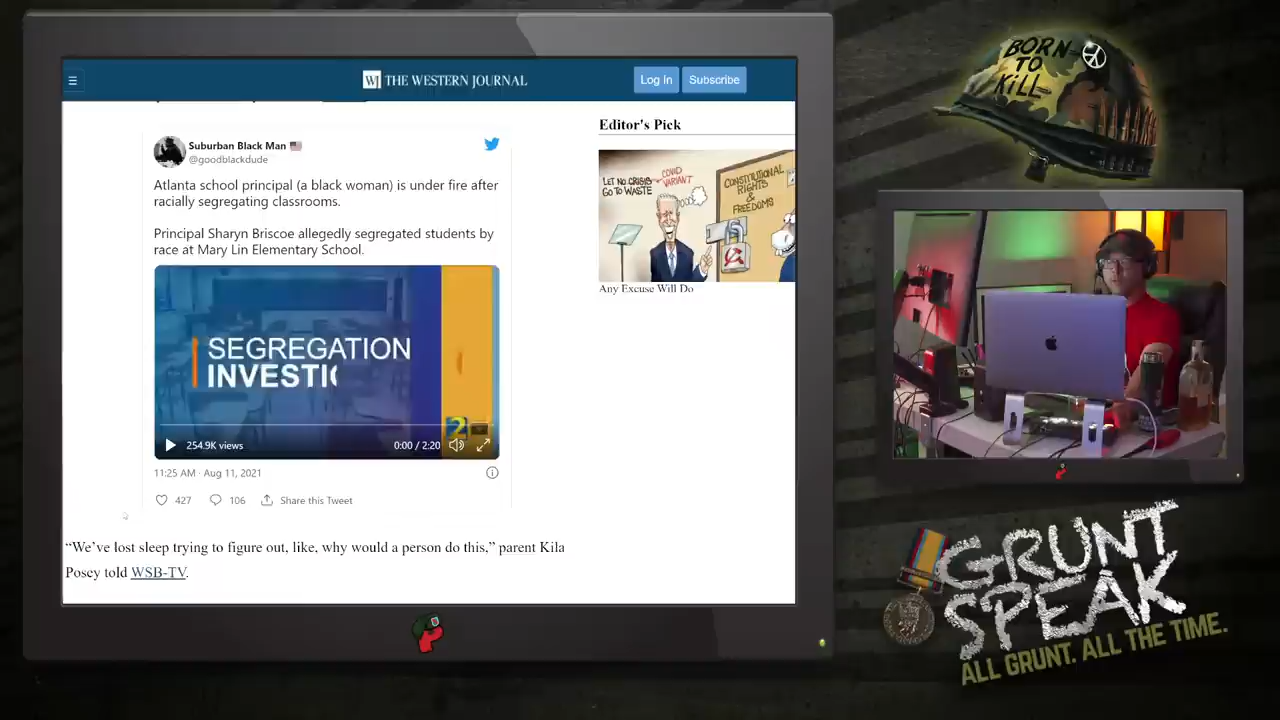 THE WESTERN JOURNAL
Log In
Subscribe
Suburban Black Man
@goodblackdude
Atlanta school principal (a black woman) is under fire after
racially segregating classrooms.
Principal Sharyn Briscoe allegedly segregated students by
race at Mary Lin Elementary School.
SEGREGATION
INVESTI
2
254.9K views
0:00 / 2:20
11:25 AM · Aug 11, 2021
427
106
Share this Tweet
“We’ve lost sleep trying to figure out, like, why would a person do this,” parent Kila
Posey told WSB-TV.
Editor's Pick
LET NO CRISIS
GO TO WASTE
COVID
VARIANT
CONSTITUTIONAL
RIGHTS
& FREEDOMS
Any Excuse Will Do
BORN
TO
KILL
GRUNT
SPEAK
ALL GRUNT. ALL THE TIME.